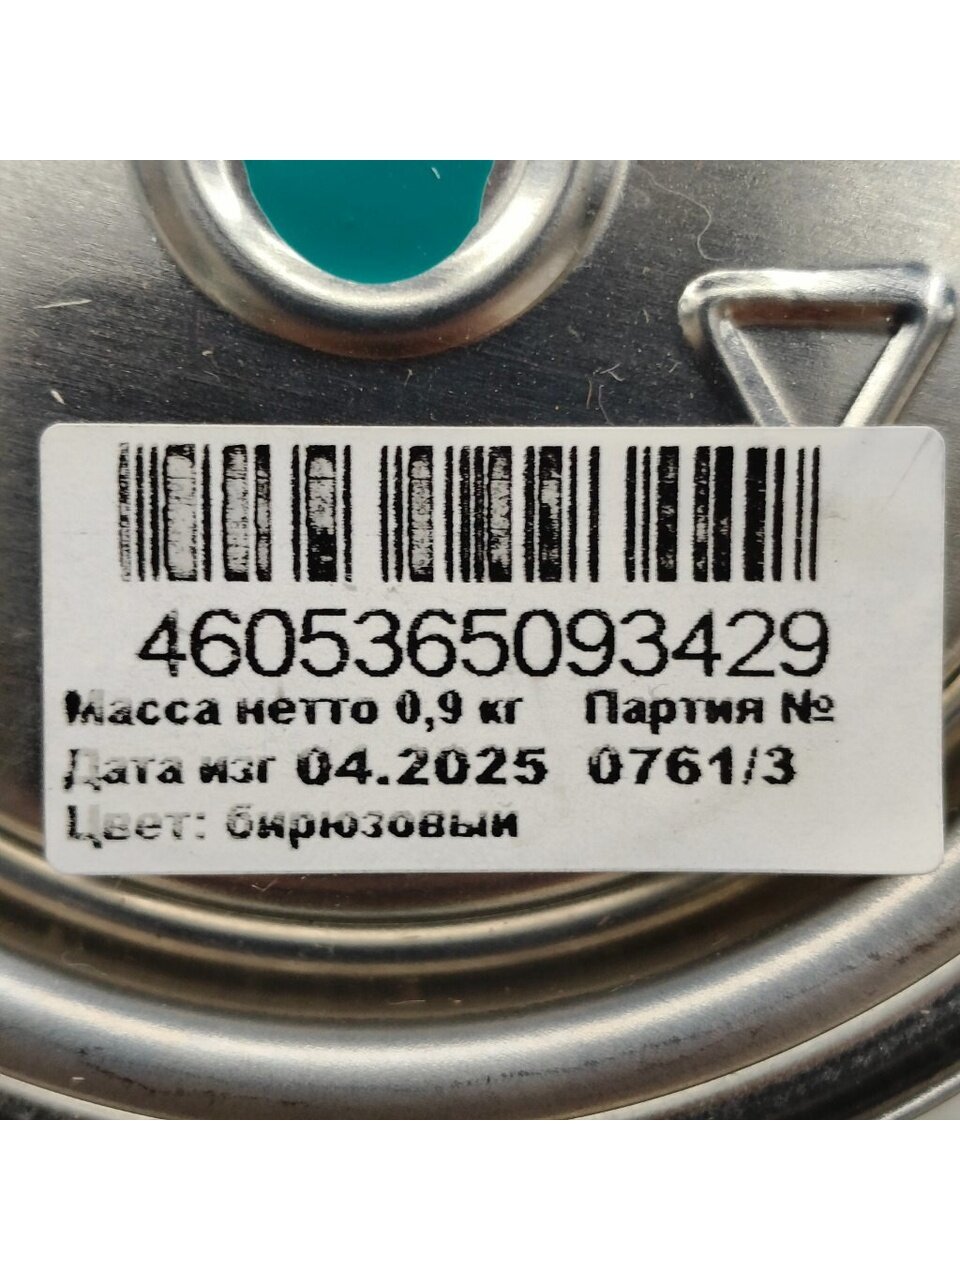 4605365093429
Масса нетто 0,9 кг Партия №
Дата изг 04.2025 0761/3
Цвет: бирюзовый